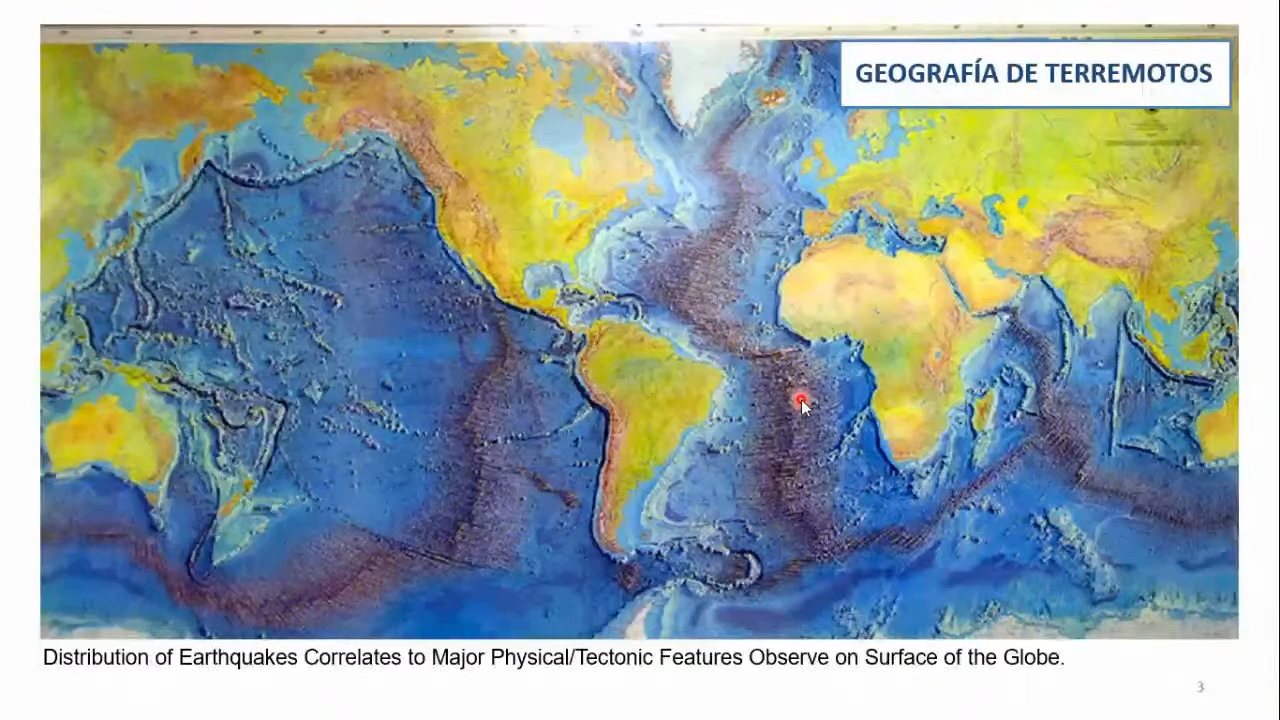 GEOGRAFÍA DE TERREMOTOS
Distribution of Earthquakes Correlates to Major Physical/Tectonic Features Observe on Surface of the Globe.
3